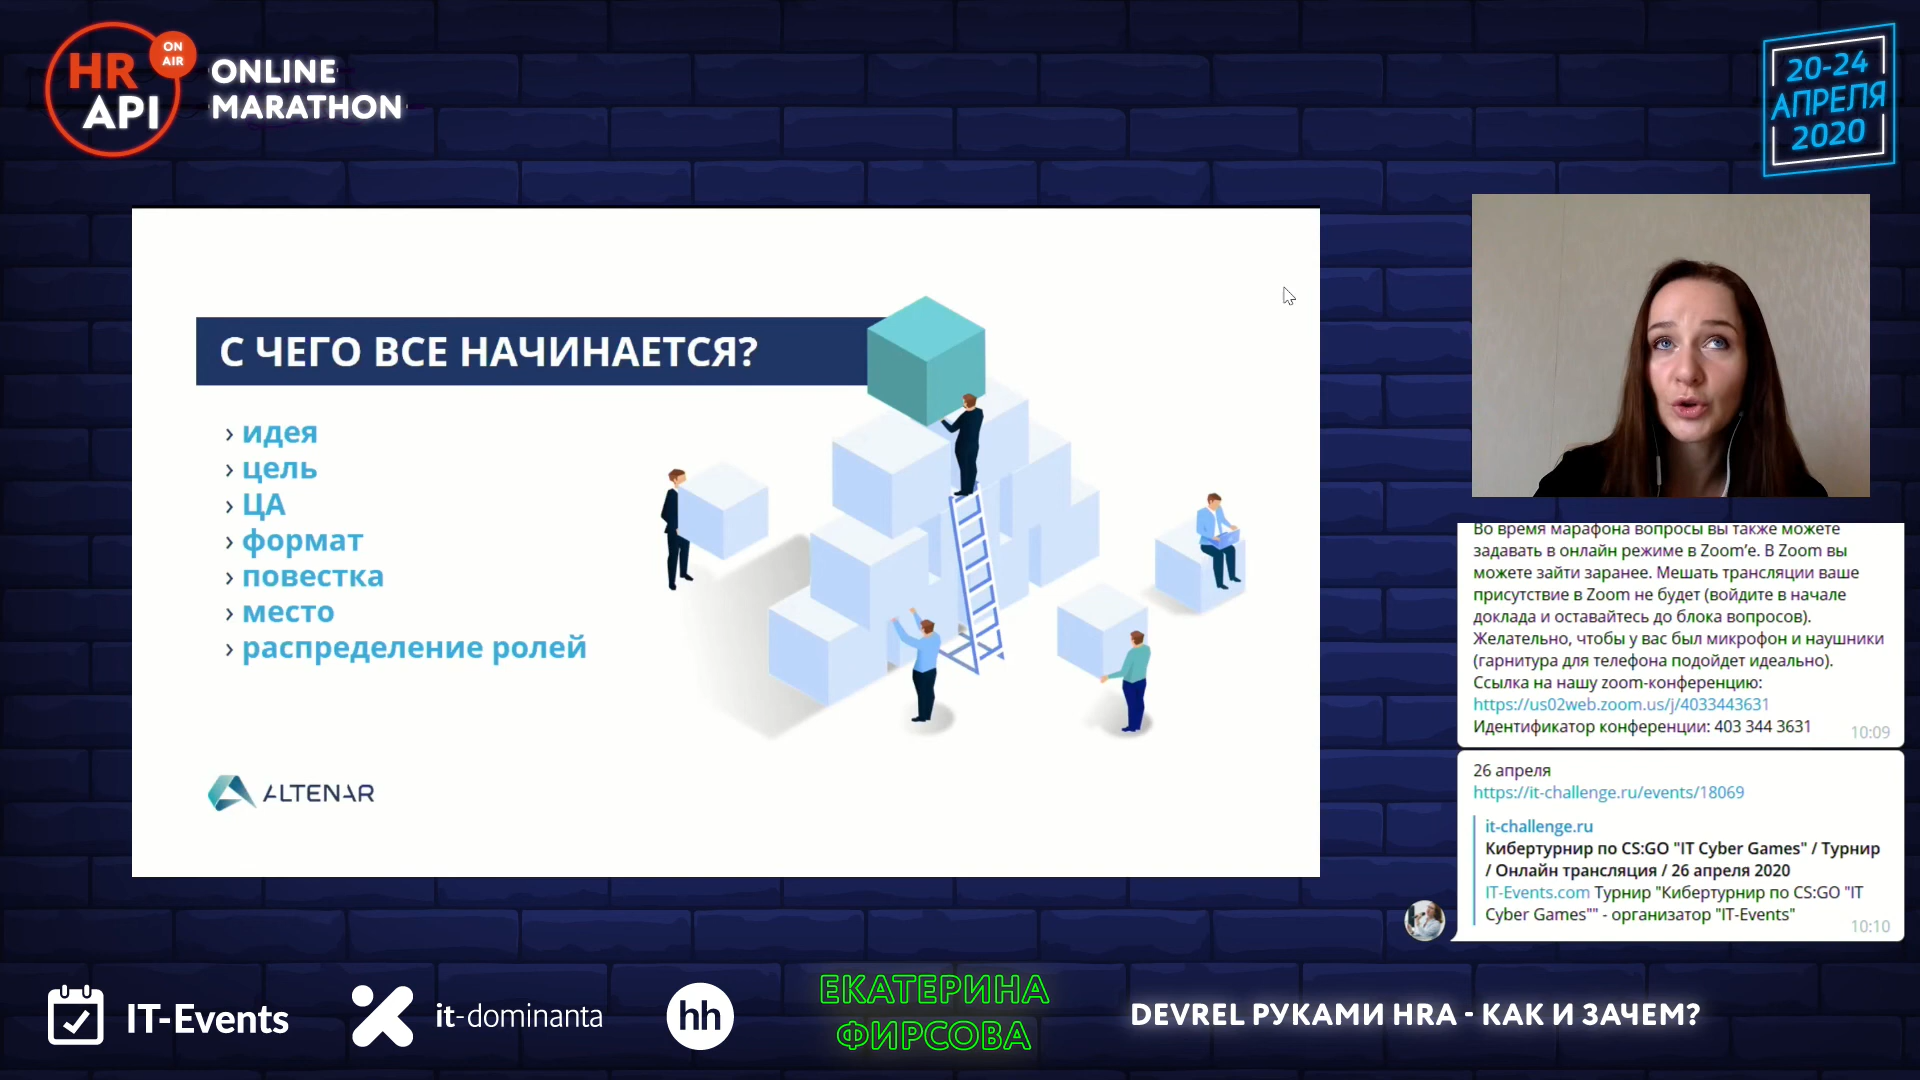 HR
API
ON
AIR
ONLINE
MARATHON
20-24
АПРЕЛЯ
2020
С ЧЕГО ВСЕ НАЧИНАЕТСЯ?
› идея
› цель
› ЦА
› формат
› повестка
› место
› распределение ролей
ALTENAR
Во время марафона вопросы вы также можете
задавать в онлайн режиме в Zoom'е. В Zoom вы
можете зайти заранее. Мешать трансляции ваше
присутствие в Zoom не будет (войдите в начале
доклада и оставайтесь до блока вопросов).
Желательно, чтобы у вас был микрофон и наушники
(гарнитура для телефона подойдет идеально).
Ссылка на нашу zoom-конференцию:
https://us02web.zoom.us/j/4033443631
Идентификатор конференции: 403 344 3631
10:09
26 апреля
https://it-challenge.ru/events/18069
it-challenge.ru
Кибертурнир по CS:GO "IT Cyber Games" / Турнир
/ Онлайн трансляция / 26 апреля 2020
IT-Events.com Турнир "Кибертурнир по CS:GO "IT
Cyber Games"" - организатор "IT-Events"
10:10
IT-Events
it-dominanta
hh
ЕКАТЕРИНА
ФИРСОВА
DEVREL РУКАМИ HRA - КАК И ЗАЧЕМ?